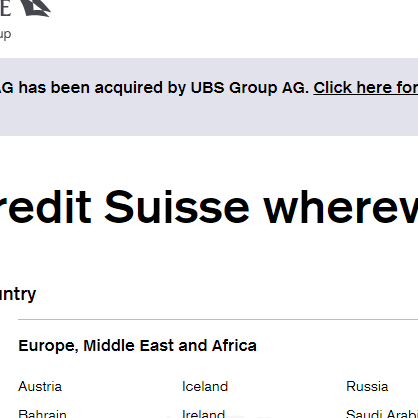 E
up
AG has been acquired by UBS Group AG. Click here for
redit Suisse wherev
untry
Europe, Middle East and Africa
Austria Iceland Russia
Bahrain Ireland Saudi Arabi